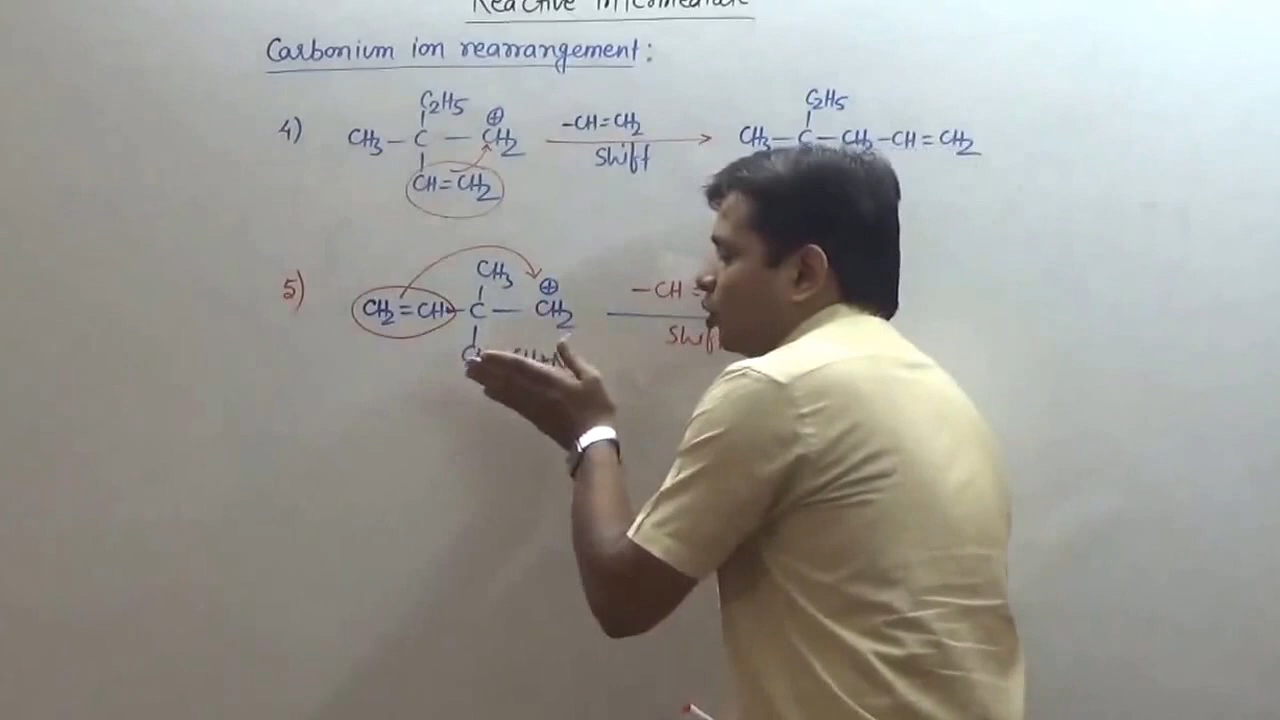 Reactive Intermediate
Carbonium ion rearrangement:
4) CH3-C-CH2 ⊕ C2H5 CH=CH2 -CH=CH2 Shift CH3-C-CH2-CH=CH2 C2H5
5) CH2=CH-C-CH2 ⊕ CH3 -CH= Shift